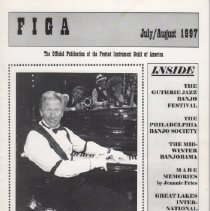 FIGA
July/August 1997
The Official Publication of the Fretted Instrument Guild of America
INSIDE
THE
GUTHRIE JAZZ
BANJO
FESTIVAL
THE
PHILADELPHIA
BANJO SOCIETY
THE MID-
WINTER
BANJORAMA
MABE
MEMORIES
by Jeannie Fries
GREAT LAKES
INTER-
NATIONAL